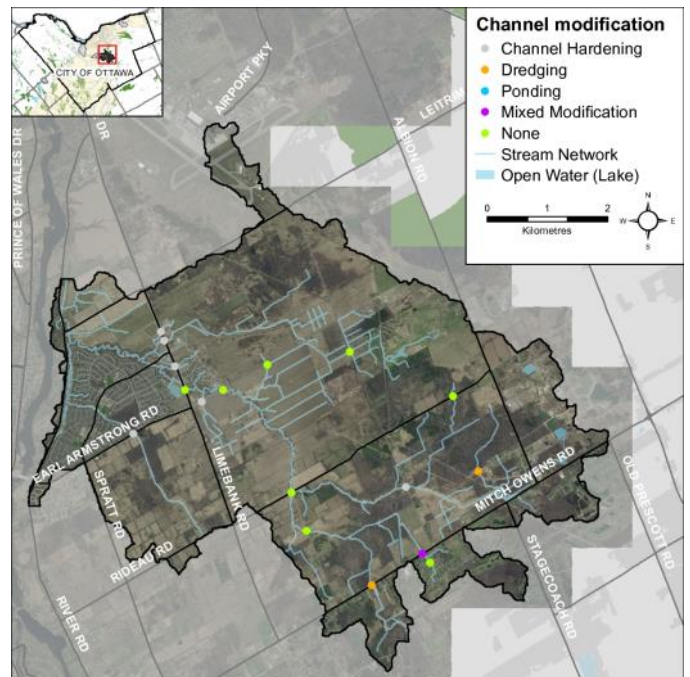 CITY OF OTTAWA
Channel modification
Channel Hardening
Dredging
Ponding
Mixed Modification
None
Stream Network
Open Water (Lake)
0 1 2
Kilometres
N
W E
S
AIRPORT PKY
LEITRIM
ALBION RD
PRINCE OF WALES DR
DR
EARL ARMSTRONG RD
SPRATT RD
LIMEBANK RD
RIDEAU RD
RIVER RD
MITCH OWENS RD
OLD PRESCOTT RD
STAGECOACH RD